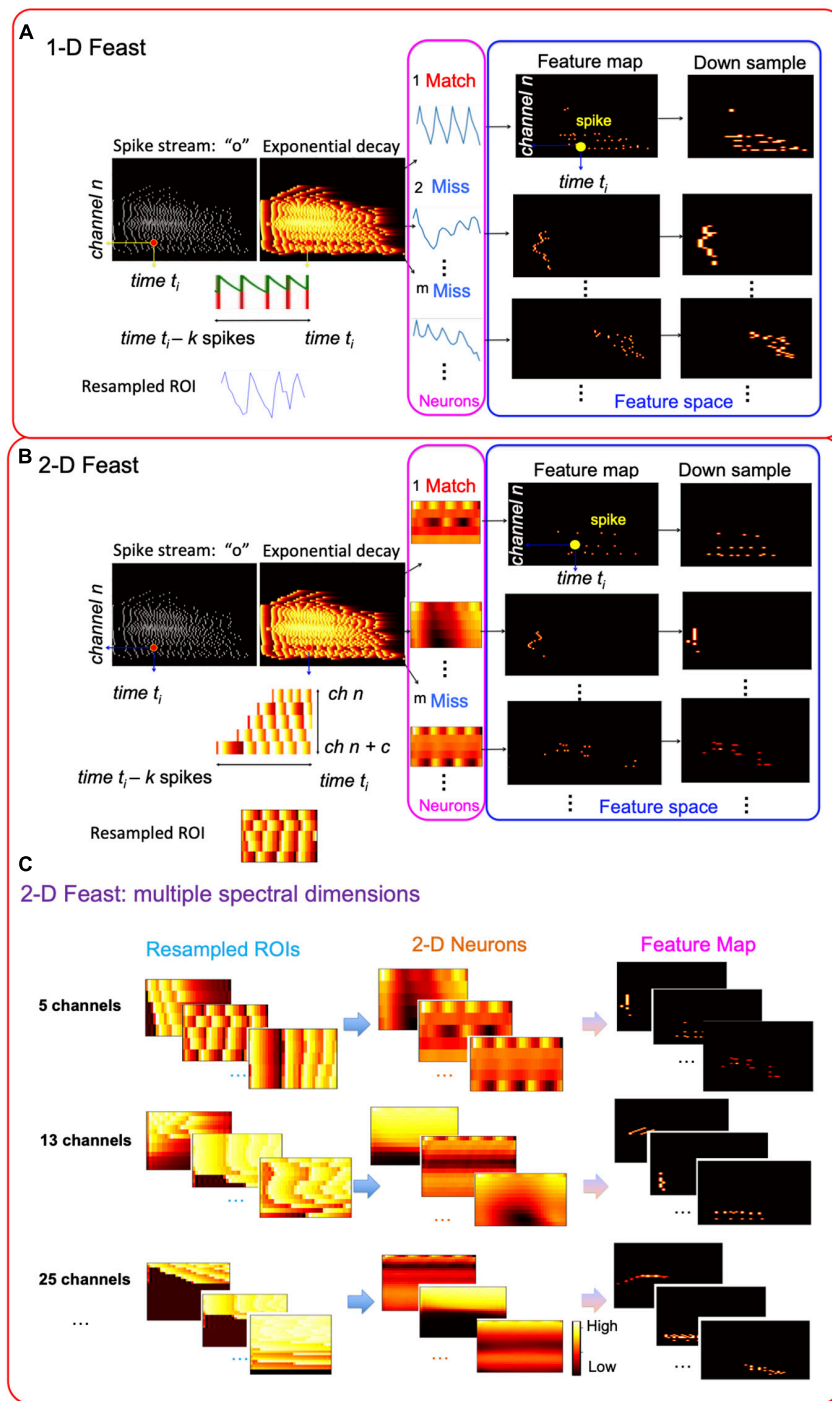 A
1-D Feast
1 Match
Feature map
Down sample
Spike stream: "o"
Exponential decay
channel n
channel n
spike
time tᵢ
2 Miss
time tᵢ
time tᵢ – k spikes
time tᵢ
m Miss
Resampled ROI
Neurons
Feature space
B
2-D Feast
1 Match
Feature map
Down sample
Spike stream: "o"
Exponential decay
channel n
channel n
spike
time tᵢ
time tᵢ
ch n
m Miss
ch n + c
time tᵢ – k spikes
time tᵢ
Neurons
Feature space
Resampled ROI
C
2-D Feast: multiple spectral dimensions
Resampled ROIs
2-D Neurons
Feature Map
5 channels
...
...
...
13 channels
...
...
...
25 channels
...
...
...
...
High
Low